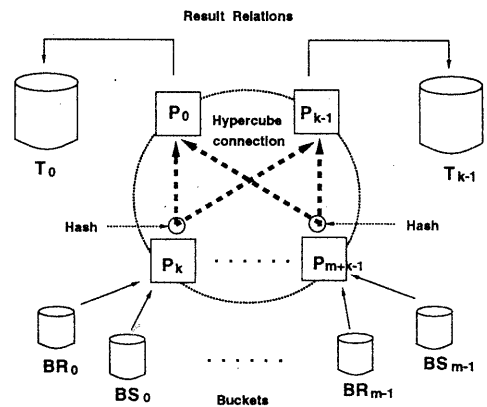 Result Relations
P0 Pk-1
Hypercube
connection
T0 Tk-1
Hash Hash
Pk . . . . . . Pm+k-1
BR0 BS0 . . . . . . BRm-1 BSm-1
Buckets